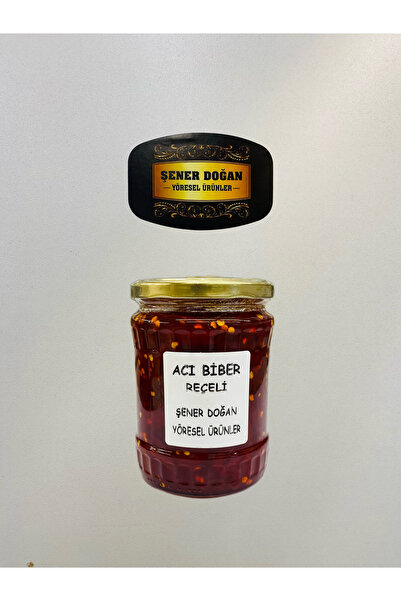 ŞENER DOĞAN
YÖRESEL ÜRÜNLER
ACI BİBER
REÇELİ
ŞENER DOĞAN
YÖRESEL ÜRÜNLER